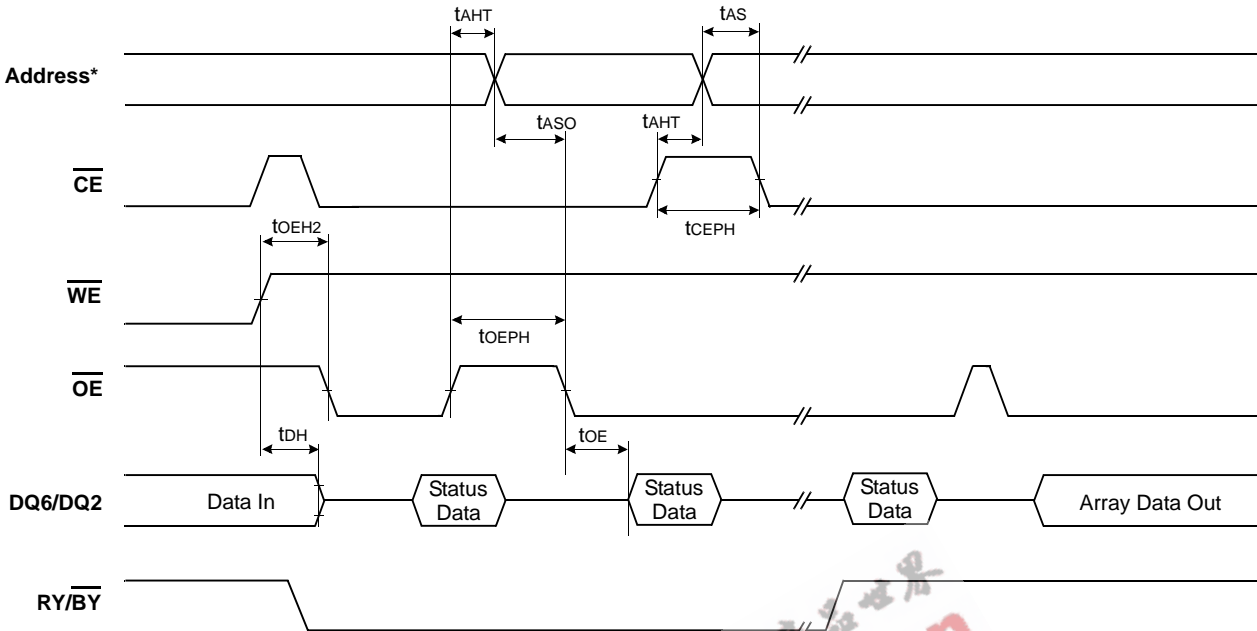 tAHT tAS
Address*
tASO tAHT
CE
tOEH2 tCEPH
WE
tOEPH
OE
tDH tOE
DQ6/DQ2 Data In Status Data Status Data Status Data Array Data Out
RY/BY